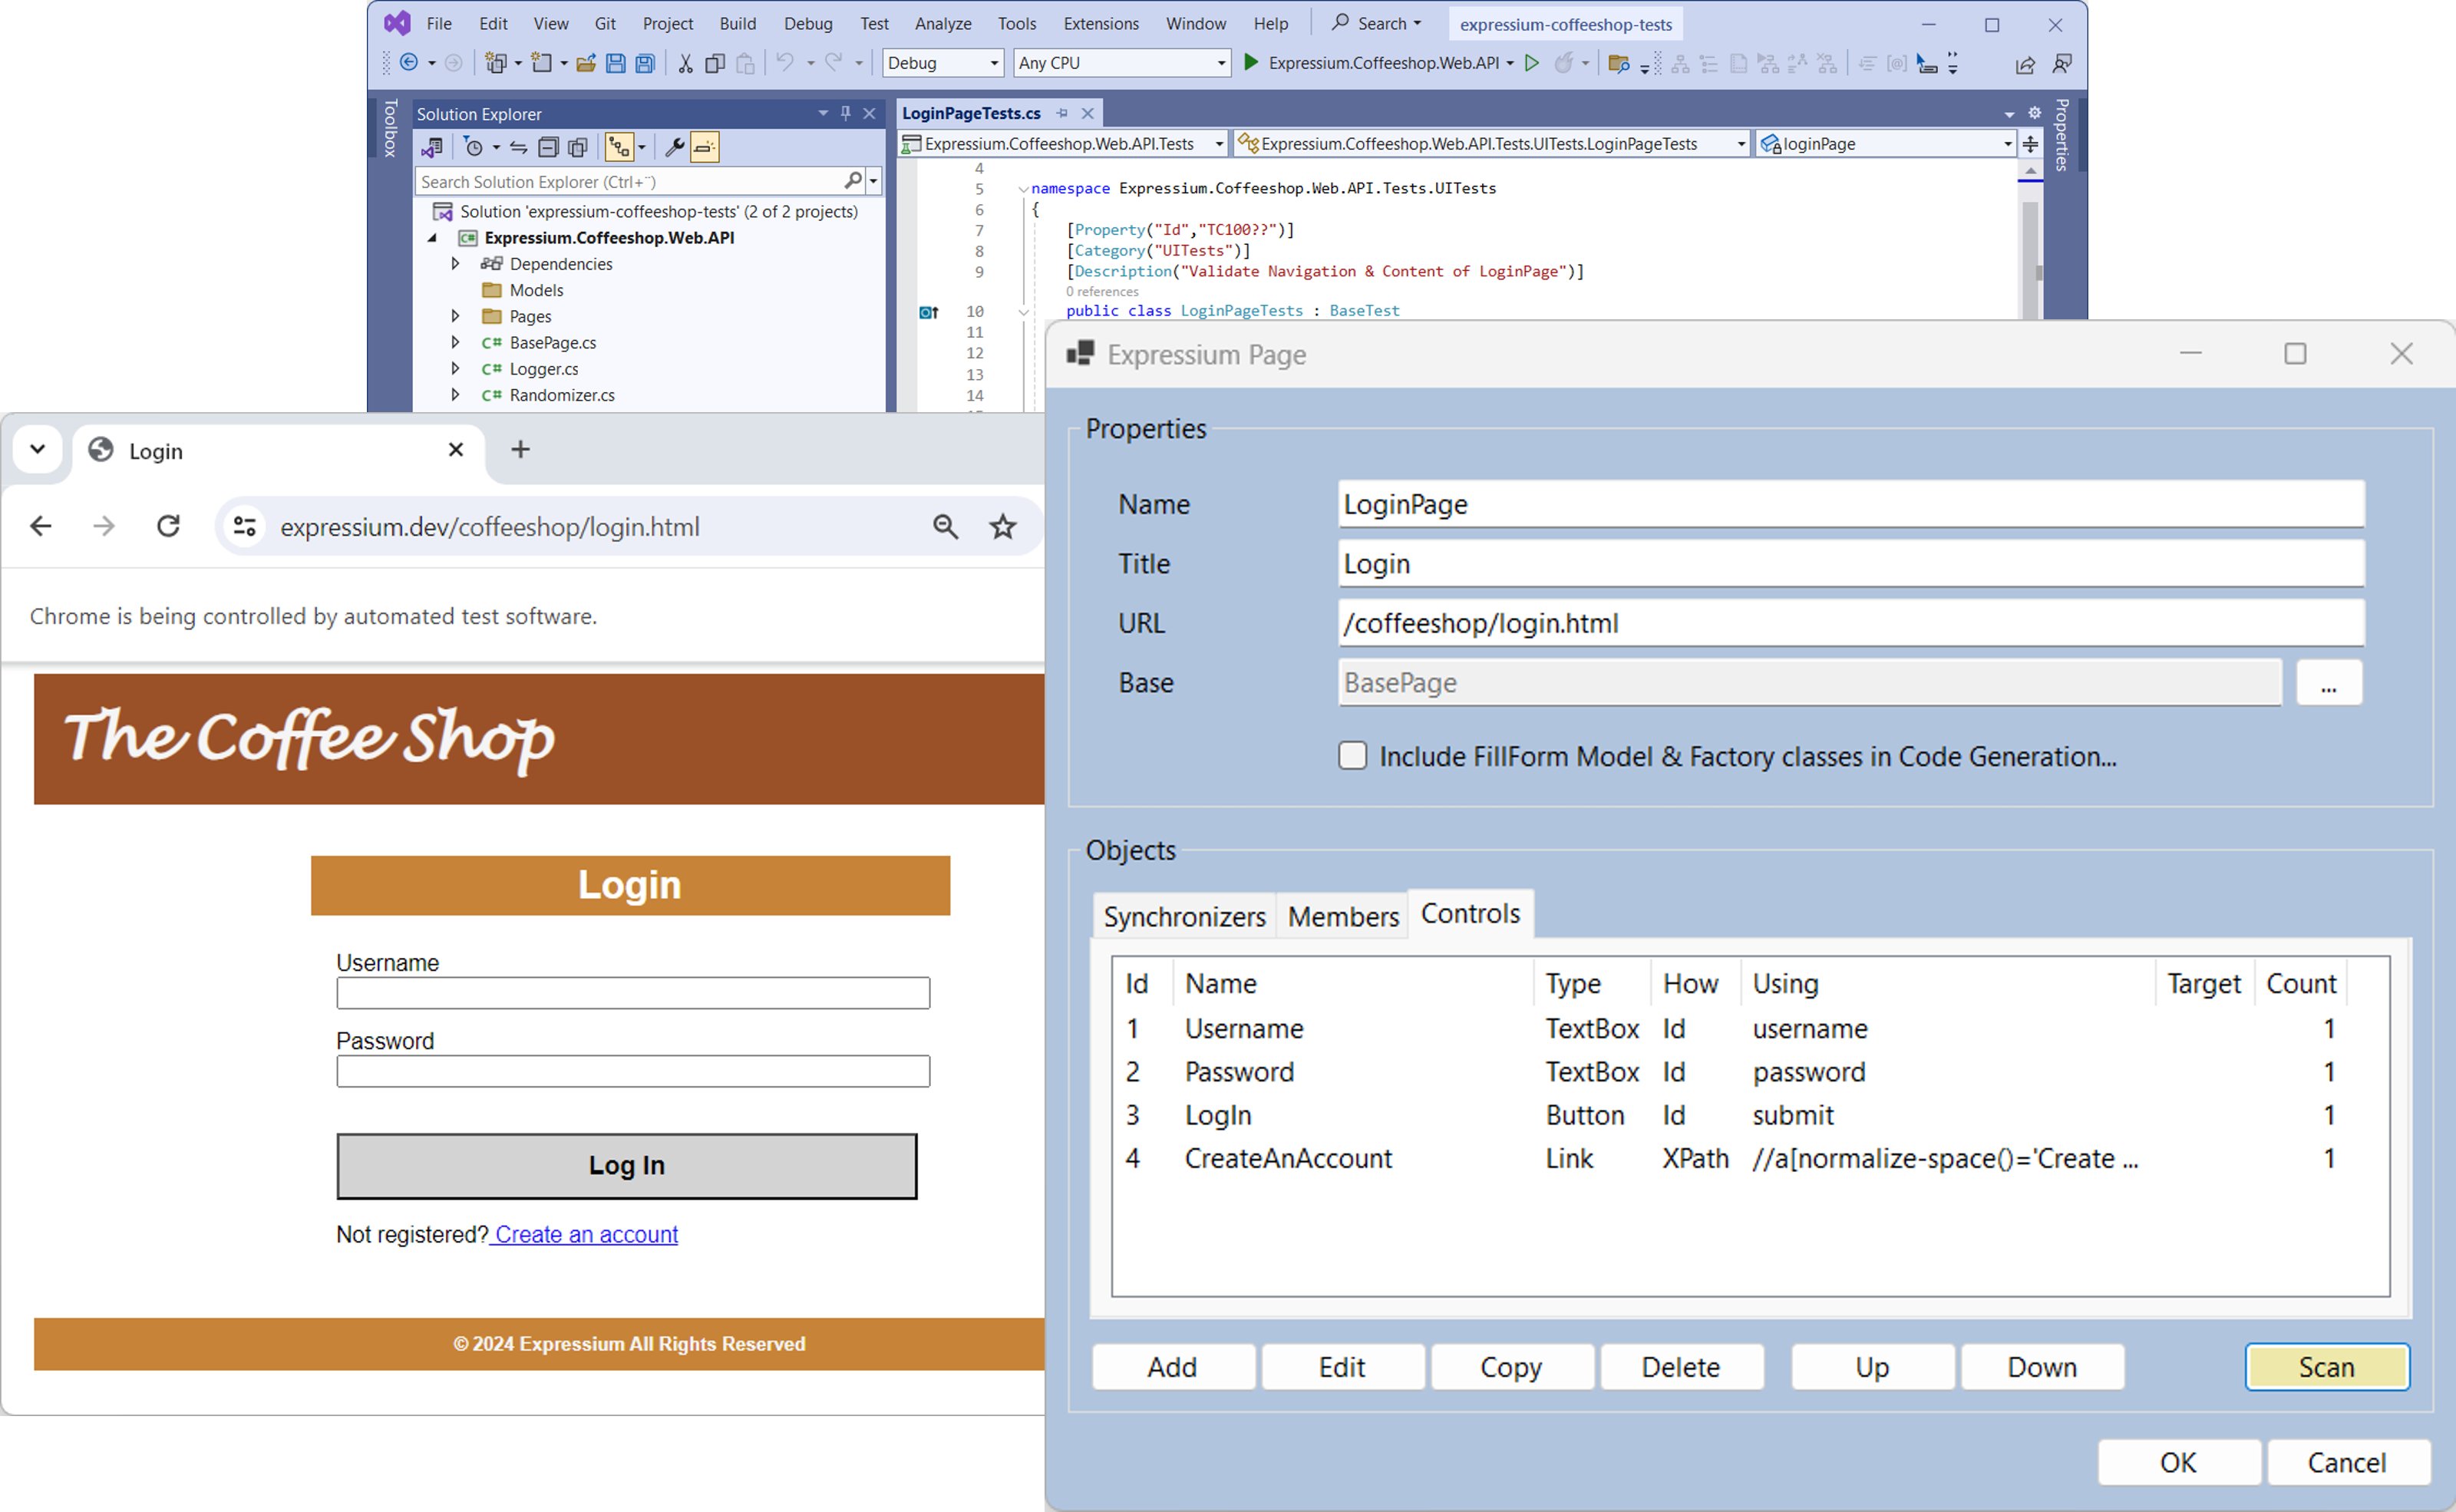 File Edit View Git Project Build Debug Test Analyze Tools Extensions Window Help Search expressium-coffeeshop-tests
Debug Any CPU Expressium.Coffeeshop.Web.API
Toolbox
Solution Explorer
Search Solution Explorer (Ctrl+¨)
Solution 'expressium-coffeeshop-tests' (2 of 2 projects)
Expressium.Coffeeshop.Web.API
Dependencies
Models
Pages
C# BasePage.cs
C# Logger.cs
C# Randomizer.cs
LoginPageTests.cs
Expressium.Coffeeshop.Web.API.Tests Expressium.Coffeeshop.Web.API.Tests.UITests.LoginPageTests loginPage
Properties
4
5 namespace Expressium.Coffeeshop.Web.API.Tests.UITests
6 {
7 [Property("Id","TC100??")]
8 [Category("UITests")]
9 [Description("Validate Navigation & Content of LoginPage")]
0 references
10 public class LoginPageTests : BaseTest
11
12
13
14
Login
expressium.dev/coffeeshop/login.html
Chrome is being controlled by automated test software.
The Coffee Shop
Login
Username
Password
Log In
Not registered? Create an account
© 2024 Expressium All Rights Reserved
Expressium Page
Properties
Name LoginPage
Title Login
URL /coffeeshop/login.html
Base BasePage ...
Include FillForm Model & Factory classes in Code Generation...
Objects
Synchronizers Members Controls
Id Name Type How Using Target Count
1 Username TextBox Id username 1
2 Password TextBox Id password 1
3 LogIn Button Id submit 1
4 CreateAnAccount Link XPath //a[normalize-space()='Create ... 1
Add Edit Copy Delete Up Down Scan
OK Cancel